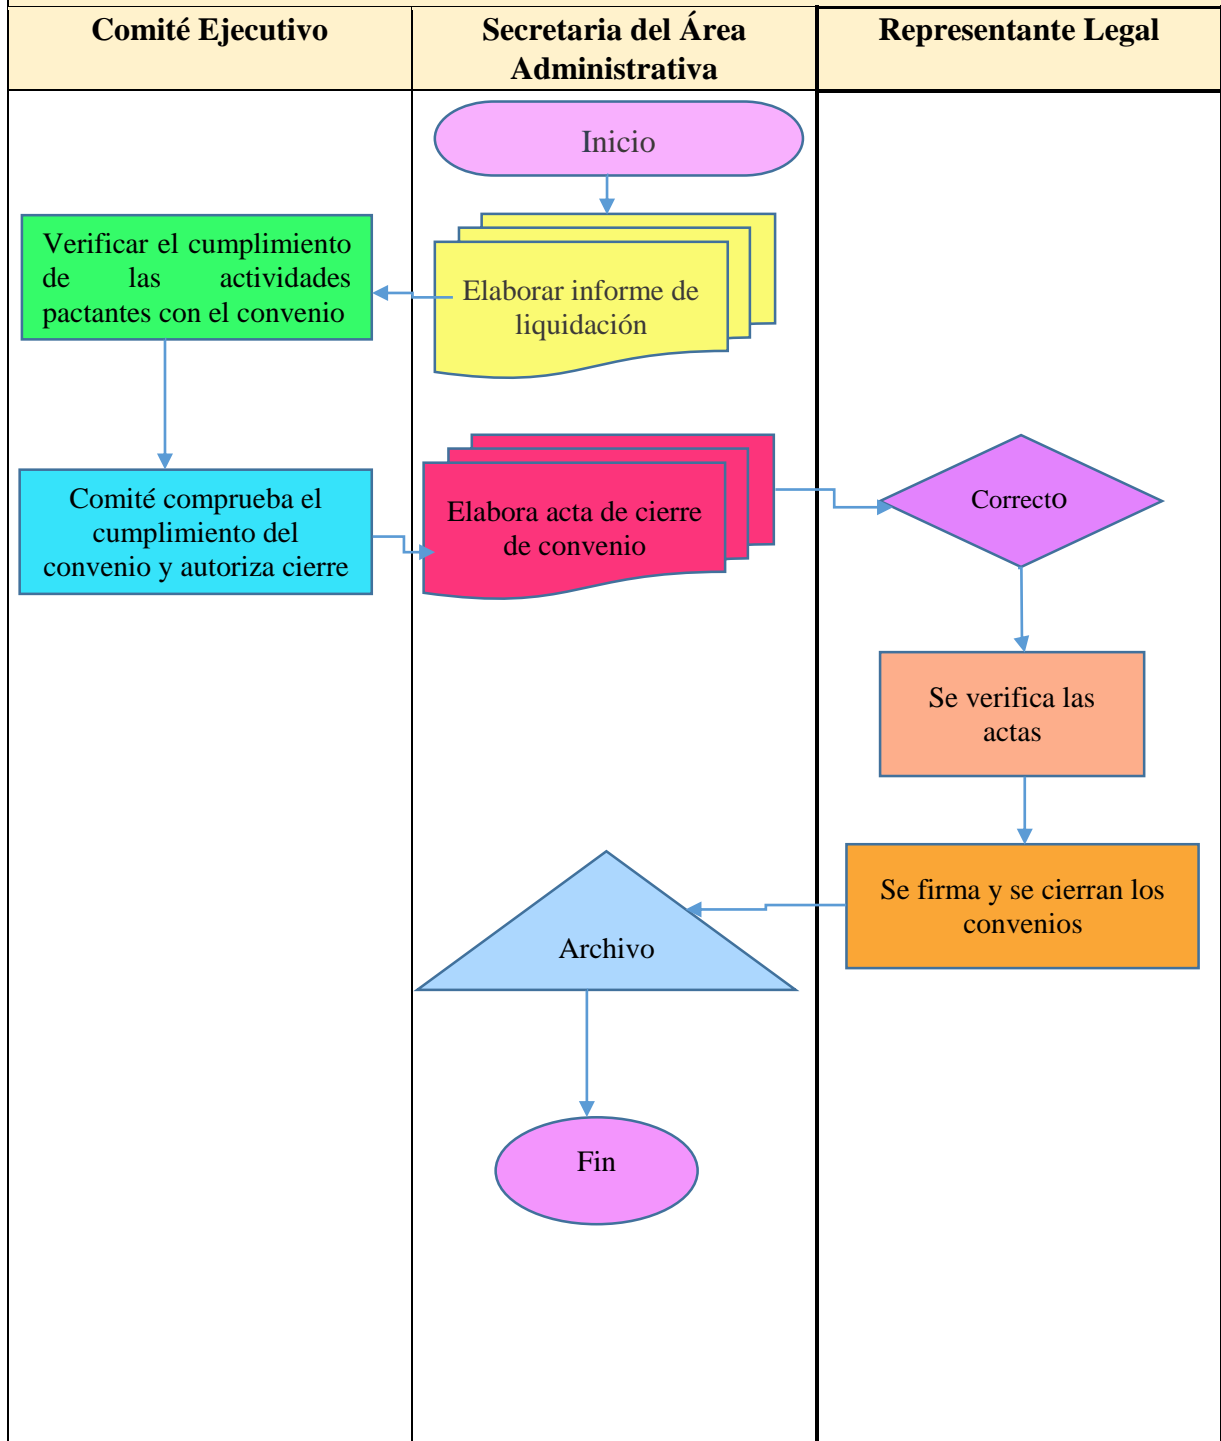 Comité Ejecutivo
Secretaria del Área
Administrativa
Representante Legal
Inicio
Elaborar informe de
liquidación
Verificar el cumplimiento
de las actividades
pactantes con el convenio
Comité comprueba el
cumplimiento del
convenio y autoriza cierre
Elabora acta de cierre
de convenio
Correcto
Se verifica las
actas
Se firma y se cierran los
convenios
Archivo
Fin